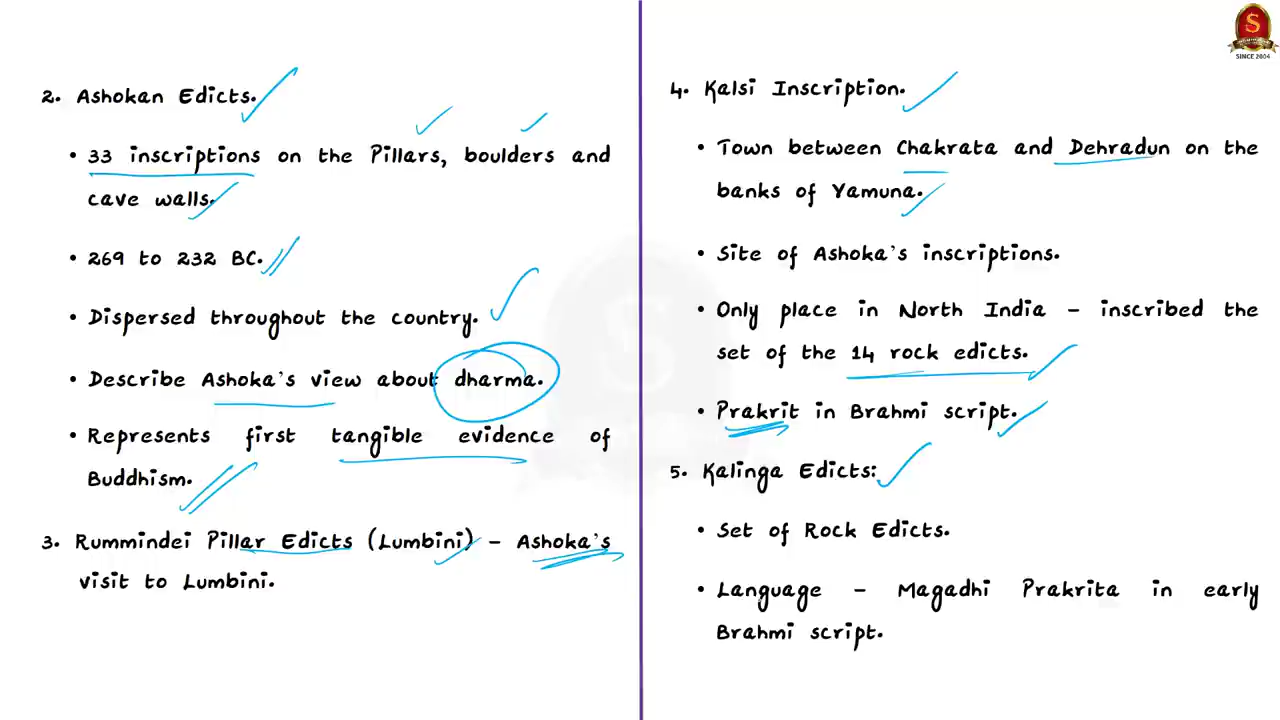 S
SINCE 2004
2. Ashokan Edicts.
• 33 inscriptions on the Pillars, boulders and
cave walls.
• 269 to 232 BC.
• Dispersed throughout the country.
• Describe Ashoka's view about dharma.
• Represents first tangible evidence of
Buddhism.
3. Rummindei Pillar Edicts (Lumbini) – Ashoka's
visit to Lumbini.
4. Kalsi Inscription.
• Town between Chakrata and Dehradun on the
banks of Yamuna.
• Site of Ashoka's inscriptions.
• Only place in North India – inscribed the
set of the 14 rock edicts.
• Prakrit in Brahmi script.
5. Kalinga Edicts:
• Set of Rock Edicts.
• Language – Magadhi Prakrita in early
Brahmi script.